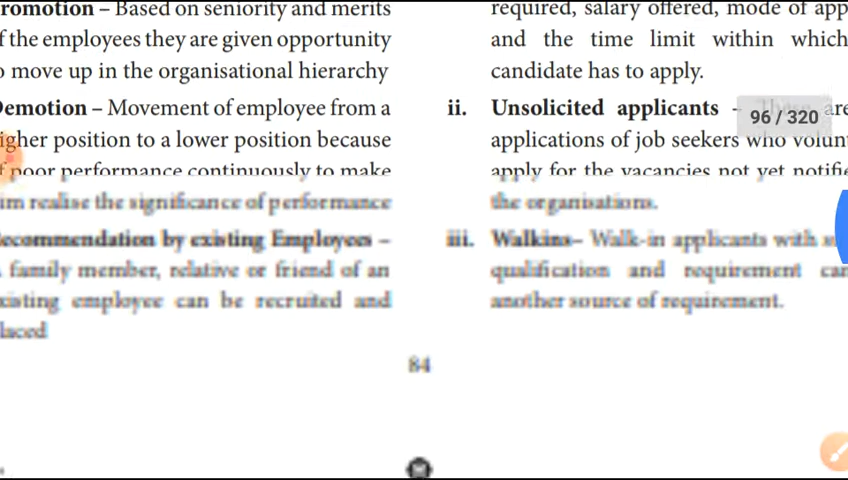 romotion – Based on seniority and merits
f the employees they are given opportunity
o move up in the organisational hierarchy
emotion – Movement of employee from a
igher position to a lower position because
f poor performance continuously to make
im realise the significance of performance
ecommendation by existing Employees –
family member, relative or friend of an
xisting employee can be recruited and
laced
required, salary offered, mode of app
and the time limit within which
candidate has to apply.
ii. Unsolicited applicants - These are
applications of job seekers who volun
apply for the vacancies not yet notifie
the organisations.
iii. Walkins– Walk-in applicants with
qualification and requirement can
another source of requirement.
96 / 320
84